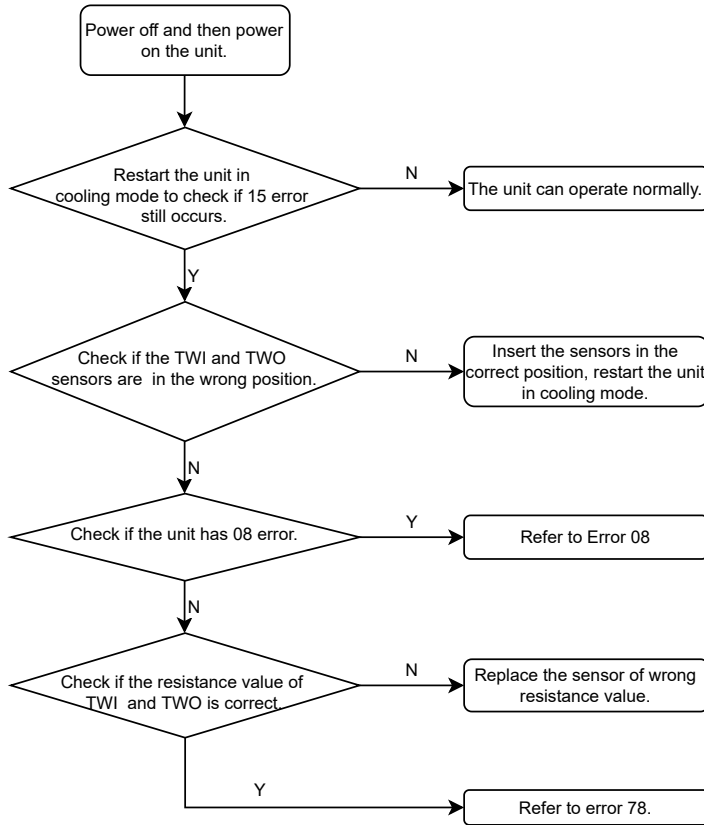 Power off and then power
on the unit.
Restart the unit in
cooling mode to check if 15 error
still occurs.
N
The unit can operate normally.
Y
Check if the TWI and TWO
sensors are in the wrong position.
N
Insert the sensors in the
correct position, restart the unit
in cooling mode.
N
Check if the unit has 08 error.
Y
Refer to Error 08
N
Check if the resistance value of
TWI and TWO is correct.
N
Replace the sensor of wrong
resistance value.
Y
Refer to error 78.